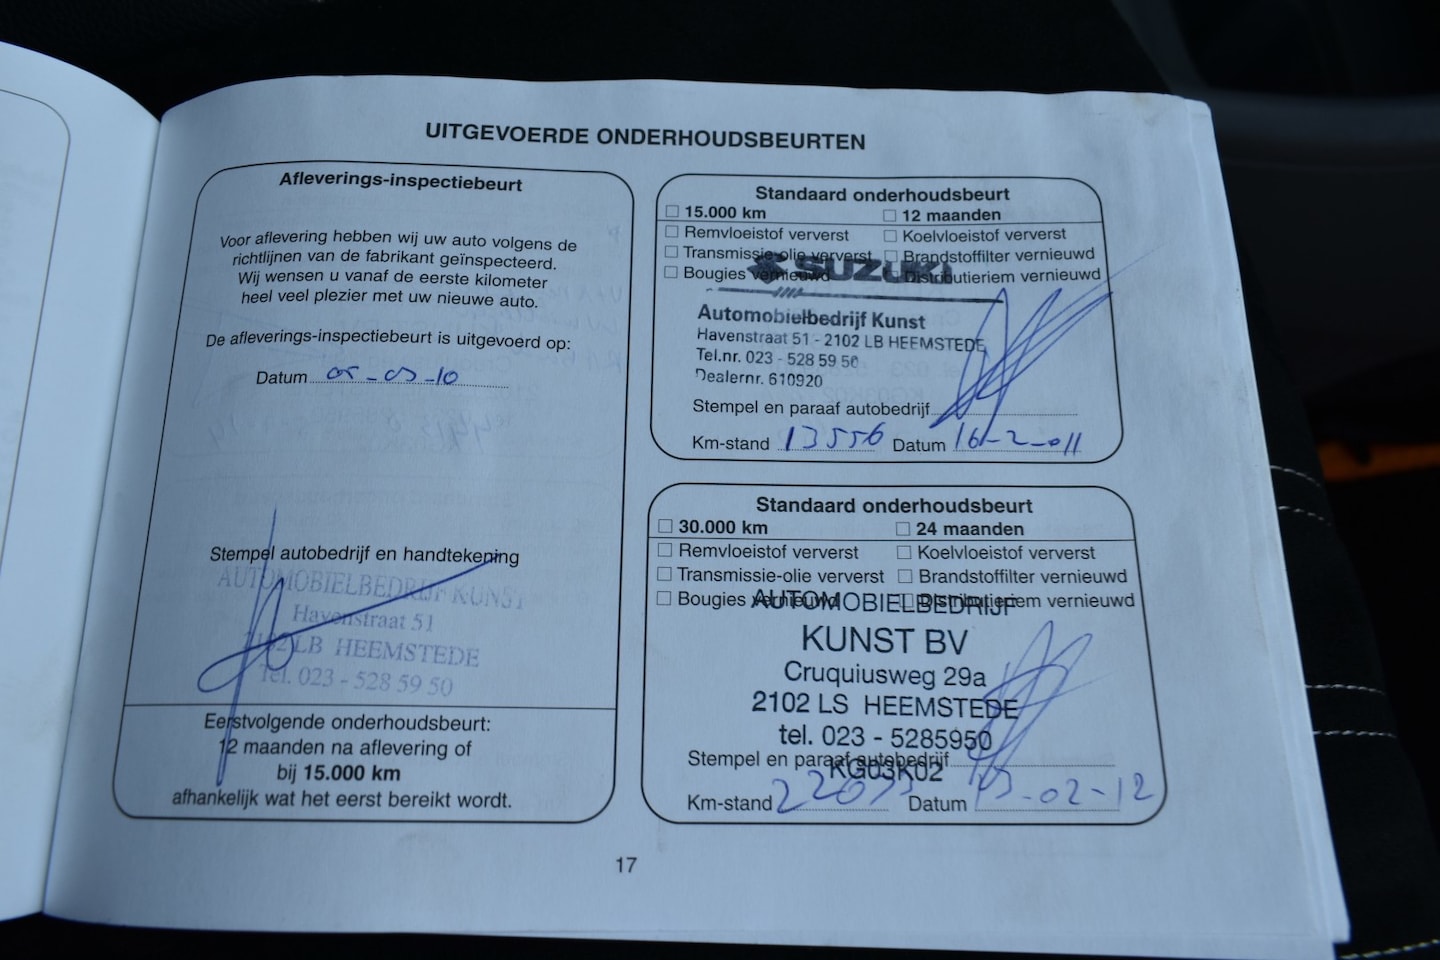 UITGEVOERDE ONDERHOUDSBEURTEN
Afleverings-inspectiebeurt
Voor aflevering hebben wij uw auto volgens de
richtlijnen van de fabrikant geïnspecteerd.
Wij wensen u vanaf de eerste kilometer
heel veel plezier met uw nieuwe auto.
De afleverings-inspectiebeurt is uitgevoerd op:
Datum 05-03-10
Stempel autobedrijf en handtekening
AUTOMOBIELBEDRIJF KUNST
Havenstraat 51
2102 LB HEEMSTEDE
Tel. 023 - 528 59 50
Eerstvolgende onderhoudsbeurt:
12 maanden na aflevering of
bij 15.000 km
afhankelijk wat het eerst bereikt wordt.
Standaard onderhoudsbeurt
15.000 km 12 maanden
Remvloeistof ververst Koelvloeistof ververst
Transmissie-olie ververst Brandstoffilter vernieuwd
Bougies vernieuwd Distributieriem vernieuwd
SUZUKI
Automobielbedrijf Kunst
Havenstraat 51 - 2102 LB HEEMSTEDE
Tel.nr. 023 - 528 59 50
Dealernr. 610920
Stempel en paraaf autobedrijf
Km-stand 13556 Datum 16-2-011
Standaard onderhoudsbeurt
30.000 km 24 maanden
Remvloeistof ververst Koelvloeistof ververst
Transmissie-olie ververst Brandstoffilter vernieuwd
Bougies vernieuwd Distributieriem vernieuwd
AUTOMOBIELBEDRIJF
KUNST BV
Cruquiusweg 29a
2102 LS HEEMSTEDE
tel. 023 - 5285950
Stempel en paraaf autobedrijf
KG03K02
Km-stand Datum
17